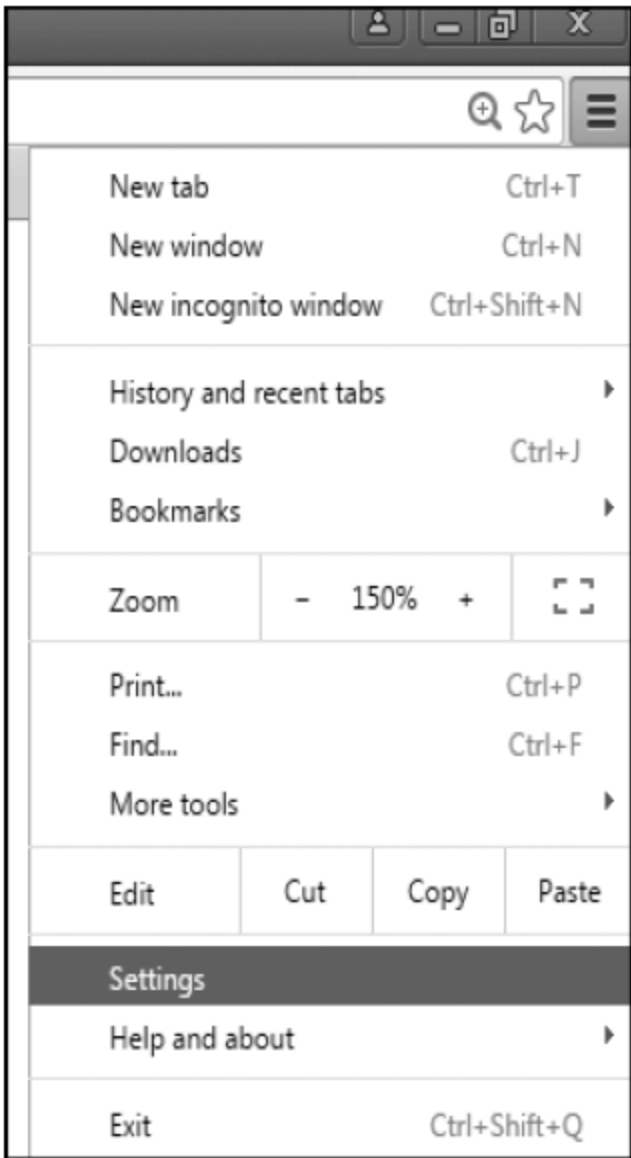 New tab Ctrl+T
New window Ctrl+N
New incognito window Ctrl+Shift+N
History and recent tabs
Downloads Ctrl+J
Bookmarks
Zoom - 150% +
Print... Ctrl+P
Find... Ctrl+F
More tools
Edit Cut Copy Paste
Settings
Help and about
Exit Ctrl+Shift+Q